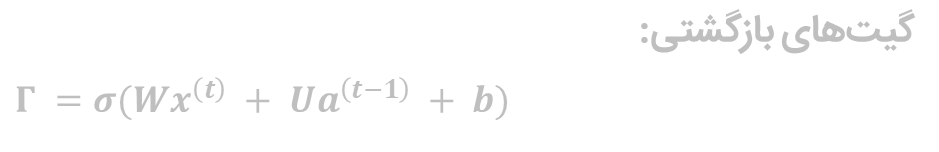 گیت‌های بازگشتی:
Γ = σ(Wx^(t) + Ua^(t−1) + b)